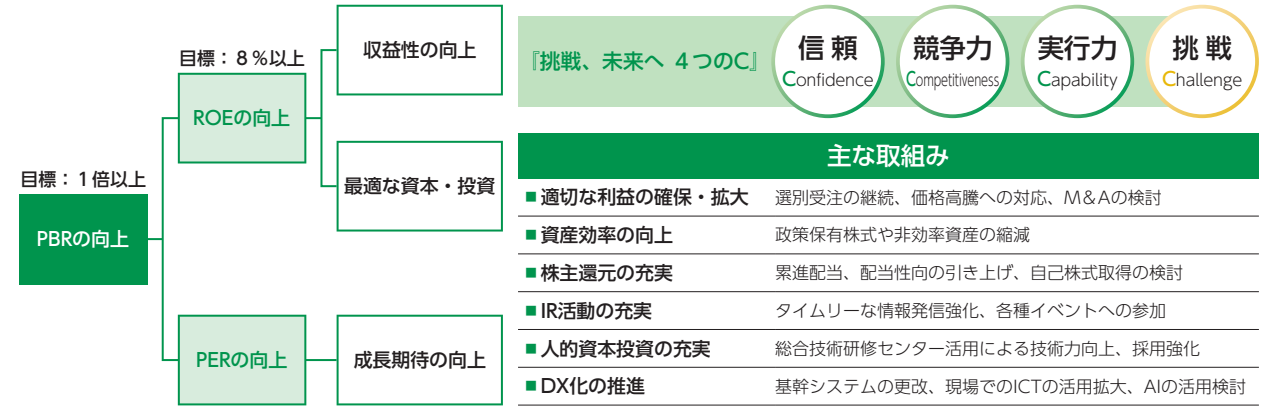 目標：1倍以上
PBRの向上
目標：8％以上
ROEの向上
収益性の向上
最適な資本・投資
PERの向上
成長期待の向上
『挑戦、未来へ 4つのC』
信頼
Confidence
競争力
Competitiveness
実行力
Capability
挑戦
Challenge
主な取組み
■適切な利益の確保・拡大 選別受注の継続、価格高騰への対応、M＆Aの検討
■資産効率の向上 政策保有株式や非効率資産の縮減
■株主還元の充実 累進配当、配当性向の引き上げ、自己株式取得の検討
■IR活動の充実 タイムリーな情報発信強化、各種イベントへの参加
■人的資本投資の充実 総合技術研修センター活用による技術力向上、採用強化
■DX化の推進 基幹システムの更改、現場でのICTの活用拡大、AIの活用検討